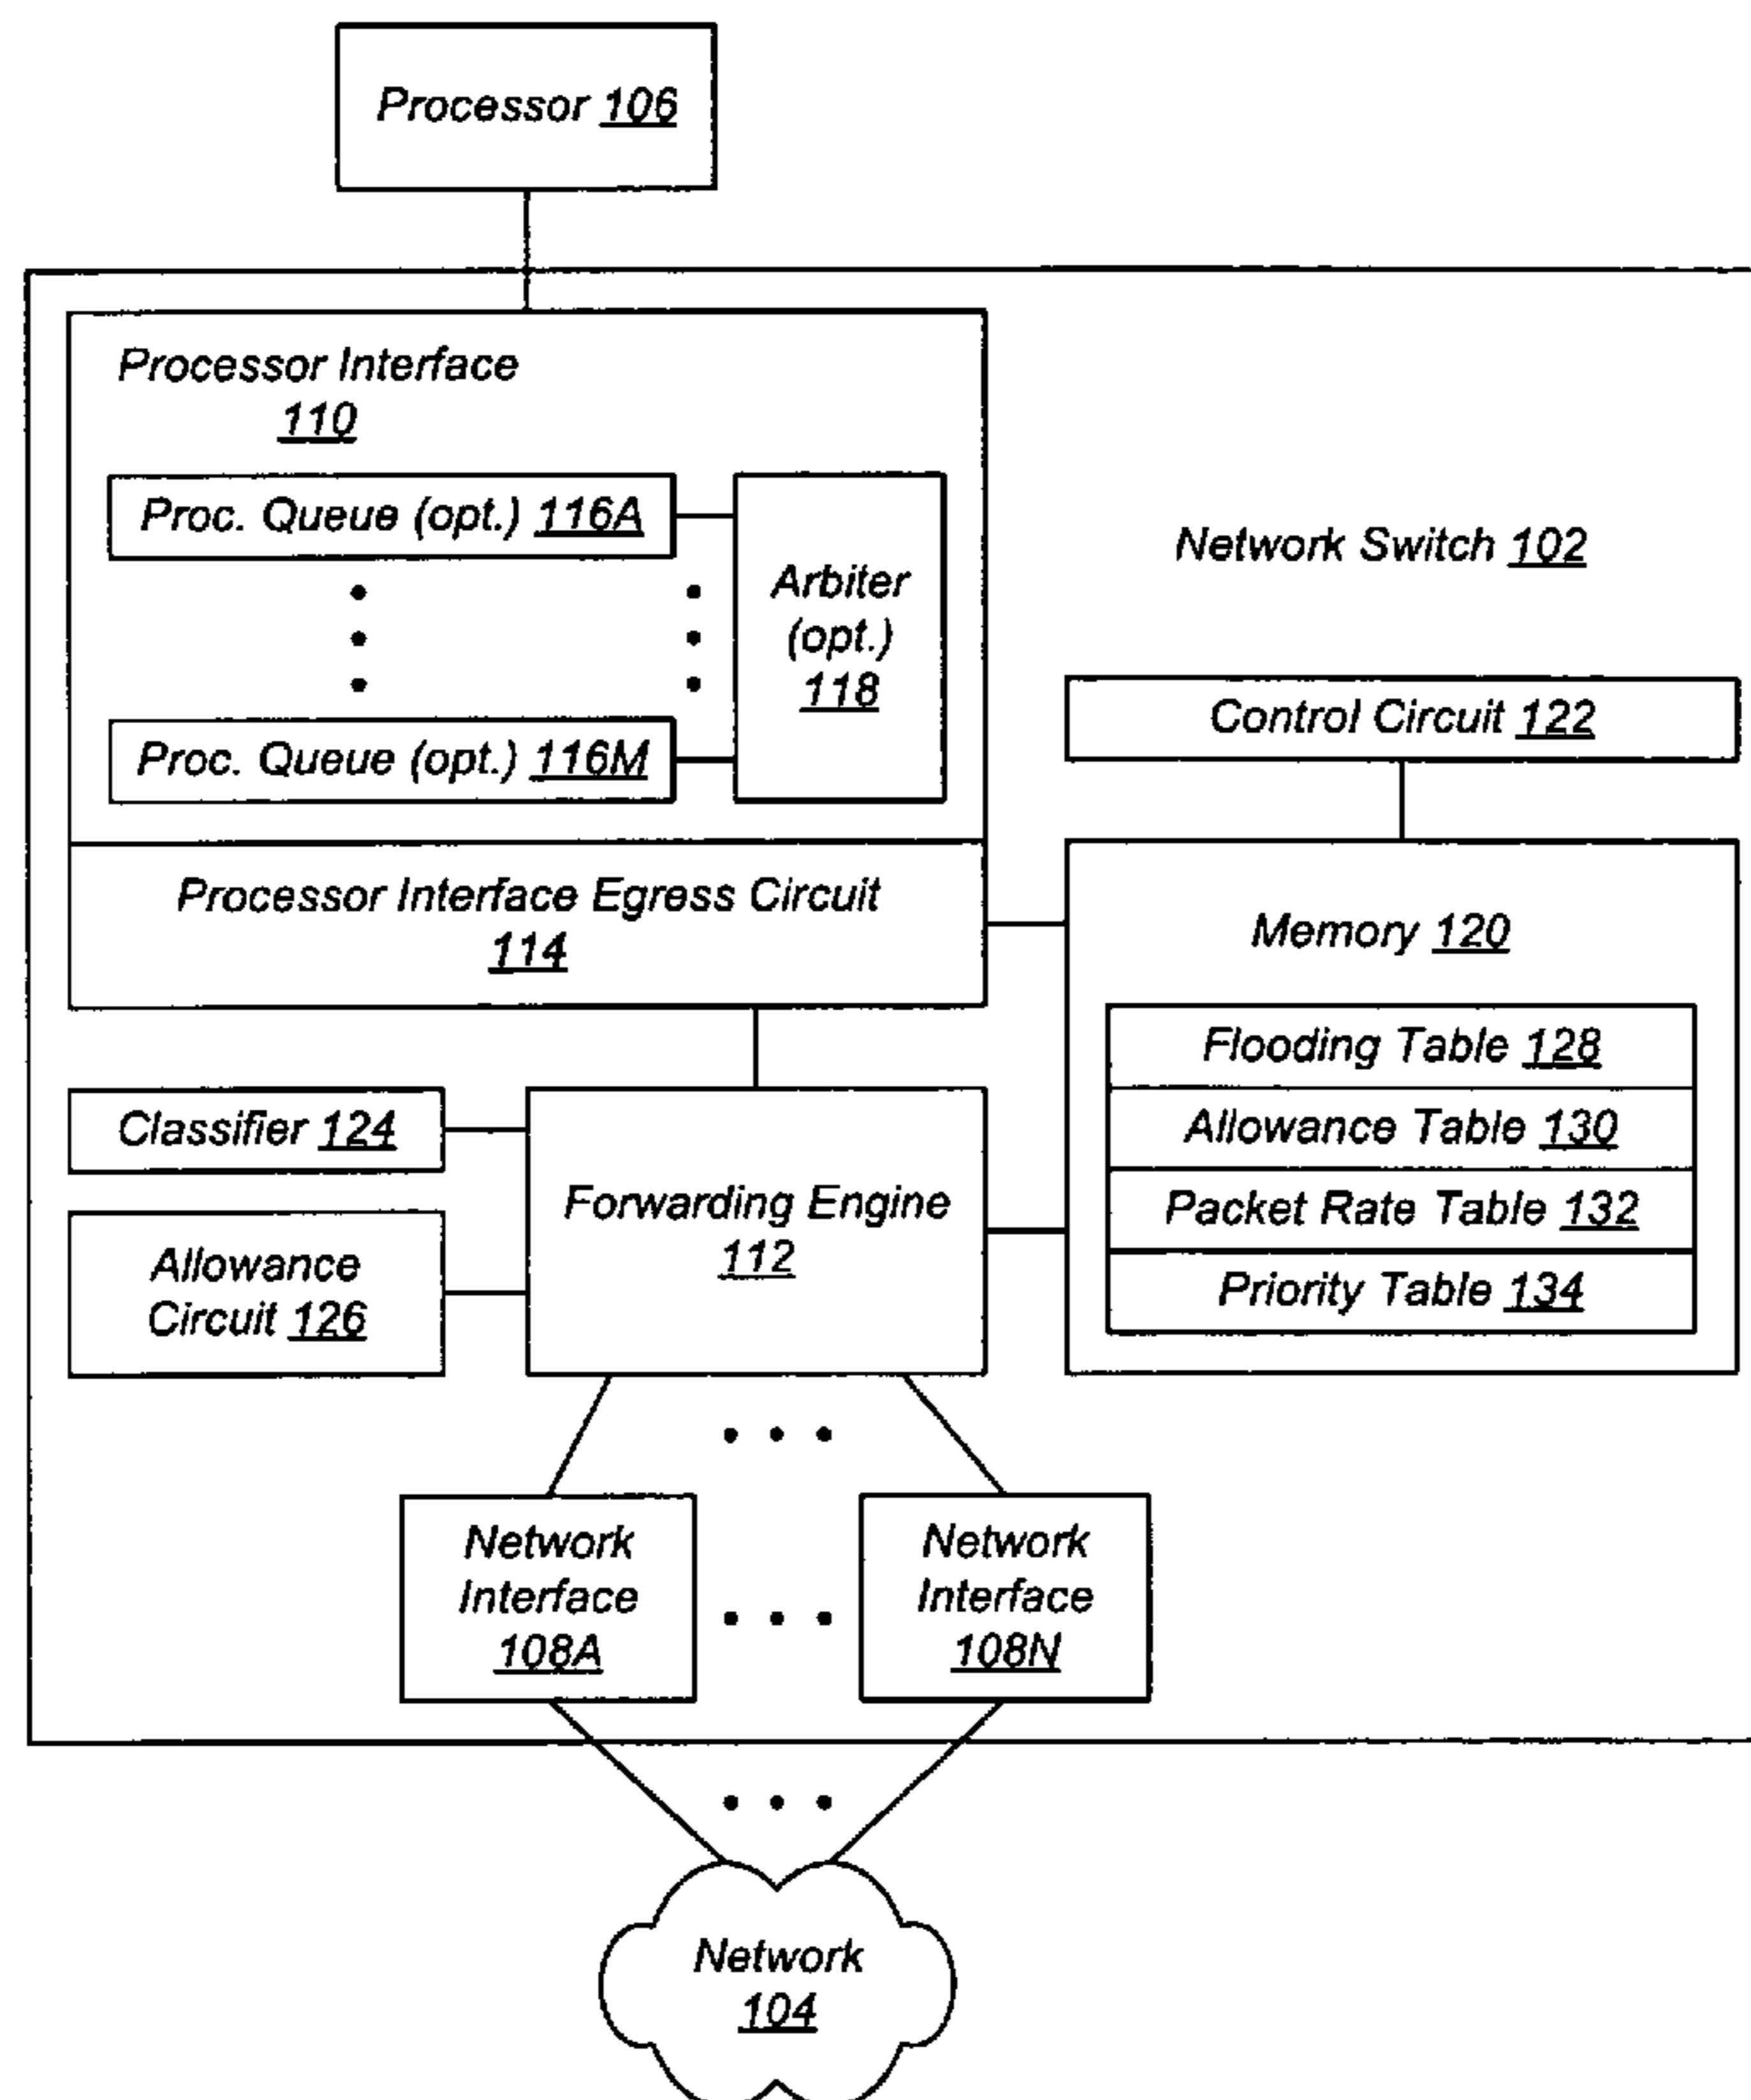 Processor 106
Processor Interface
110
Proc. Queue (opt.) 116A
Arbiter
(opt.)
118
Proc. Queue (opt.) 116M
Network Switch 102
Control Circuit 122
Processor Interface Egress Circuit
114
Memory 120
Flooding Table 128
Allowance Table 130
Packet Rate Table 132
Priority Table 134
Classifier 124
Allowance
Circuit 126
Forwarding Engine
112
Network
Interface
108A
Network
Interface
108N
Network
104